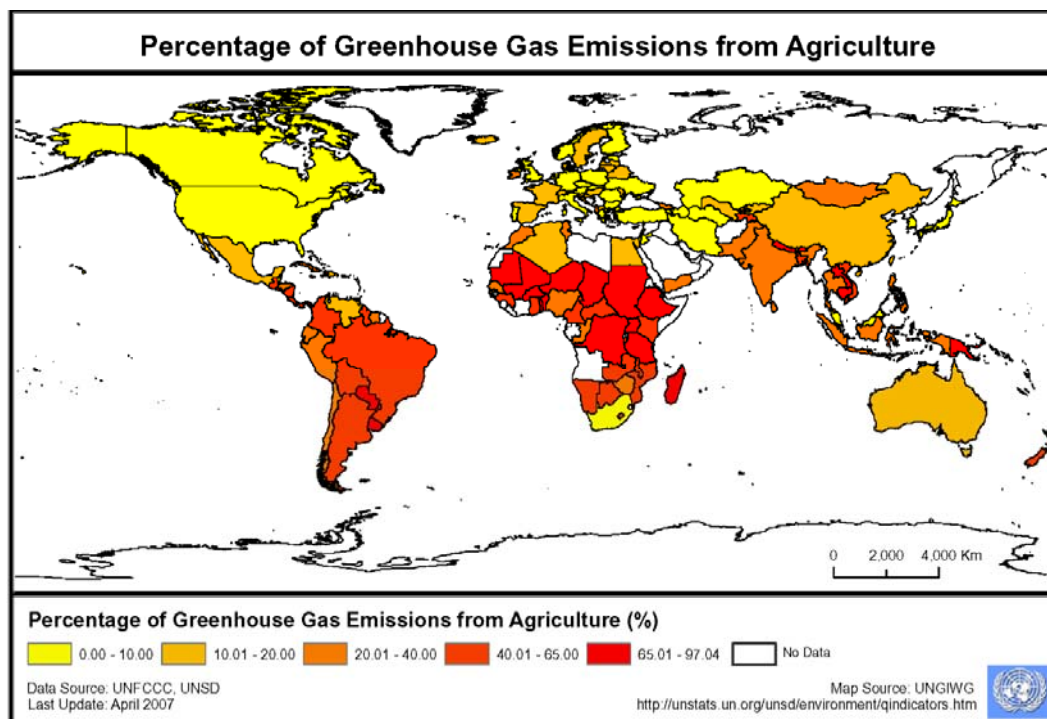 Percentage of Greenhouse Gas Emissions from Agriculture
0 2,000 4,000 Km
Percentage of Greenhouse Gas Emissions from Agriculture (%)
0.00 - 10.00 10.01 - 20.00 20.01 - 40.00 40.01 - 65.00 65.01 - 97.04 No Data
Data Source: UNFCCC, UNSD Map Source: UNGIWG
Last Update: April 2007 http://unstats.un.org/unsd/environment/qindicators.htm